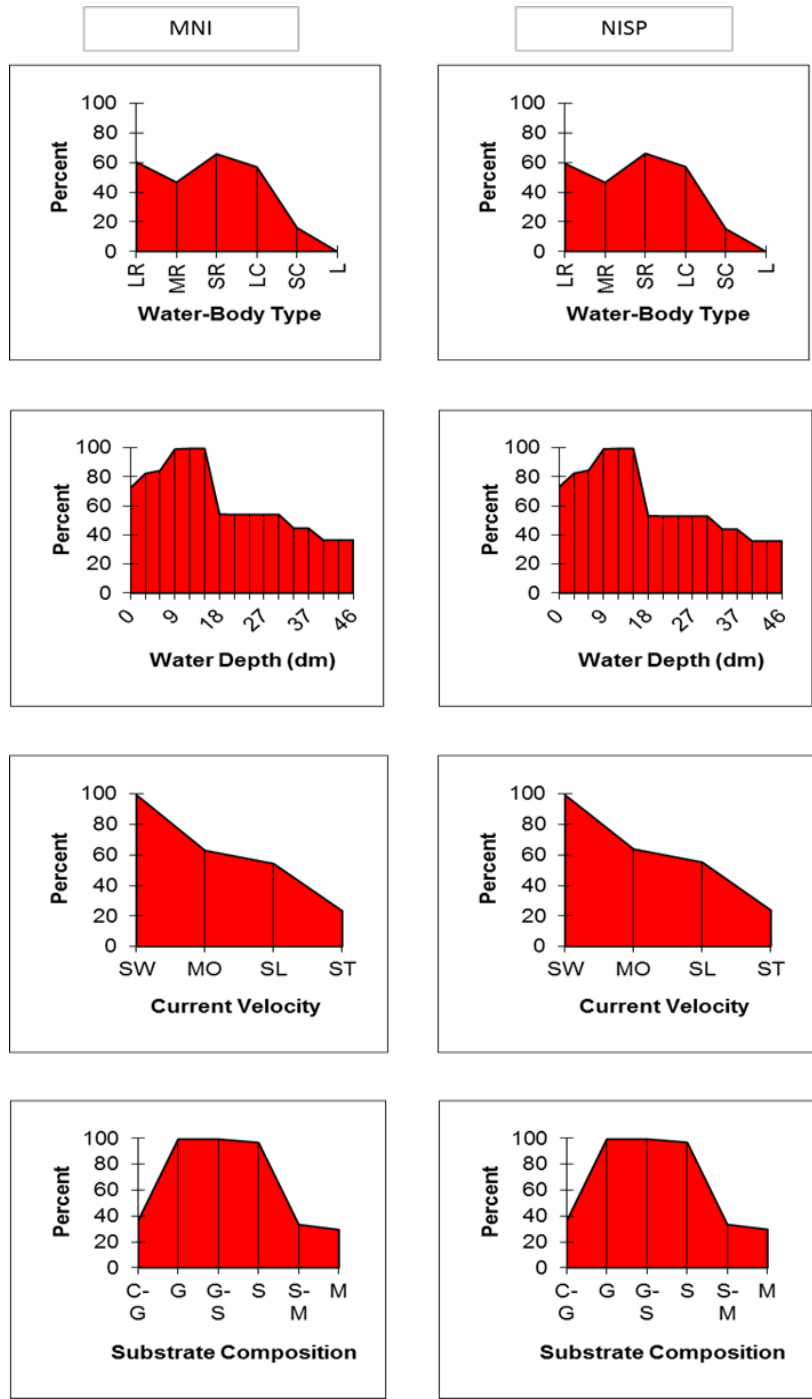 MNI
NISP
100
80
60
40
20
0
Percent
LR
MR
SR
LC
SC
L
Water-Body Type
100
80
60
40
20
0
Percent
LR
MR
SR
LC
SC
L
Water-Body Type
100
80
60
40
20
0
Percent
0
9
18
27
37
46
Water Depth (dm)
100
80
60
40
20
0
Percent
0
9
18
27
37
46
Water Depth (dm)
100
80
60
40
20
0
Percent
SW MO SL ST
Current Velocity
100
80
60
40
20
0
Percent
SW MO SL ST
Current Velocity
100
80
60
40
20
0
Percent
C- G G- S S- M
G S M
Substrate Composition
100
80
60
40
20
0
Percent
C- G G- S S- M
G S M
Substrate Composition